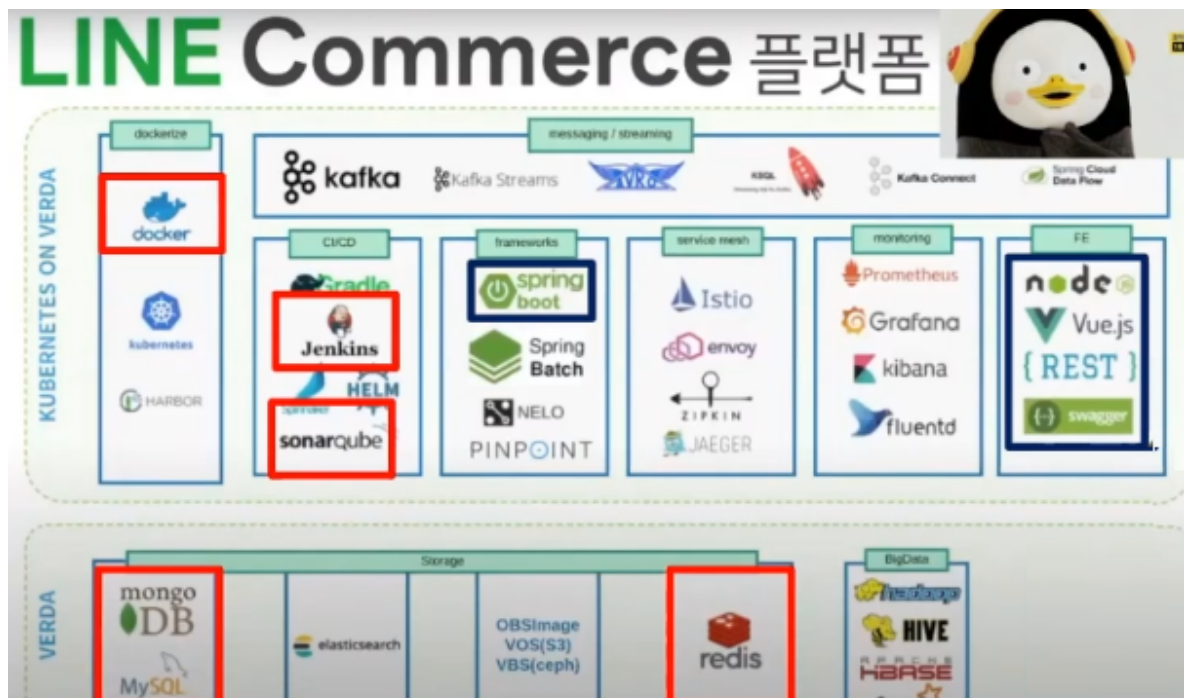 LINE Commerce 플랫폼
KUBERNETES ON VERDA
dockerize
docker
kubernetes
HARBOR
messaging / streaming
kafka
Kafka Streams
AVRO
KSQL
Kafka Connect
Spring Cloud
Data Flow
CI/CD
Gradle
Jenkins
HELM
sonarqube
frameworks
spring
boot
Spring
Batch
NELO
PINPOINT
service mesh
Istio
envoy
ZIPKIN
JAEGER
monitoring
Prometheus
Grafana
kibana
fluentd
FE
node
JS
Vue.js
{ REST }
{··} swagger
VERDA
Storage
mongo
DB
MySQL
elasticsearch
OBSImage
VOS(S3)
VBS(ceph)
redis
BigData
hadoop
HIVE
APACHE
HBASE